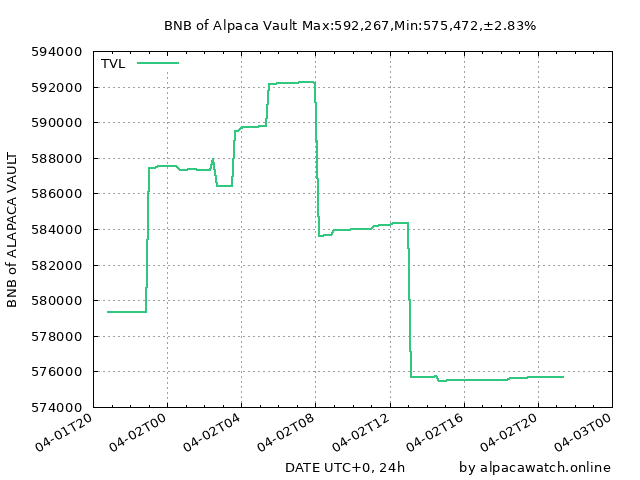 BNB of Alpaca Vault Max:592,267,Min:575,472,±2.83%
TVL
594000
592000
590000
588000
586000
584000
582000
580000
578000
576000
574000
BNB of ALAPACA VAULT
04-01T20
04-02T00
04-02T04
04-02T08
04-02T12
04-02T16
04-02T20
04-03T00
DATE UTC+0, 24h
by alpacawatch.online